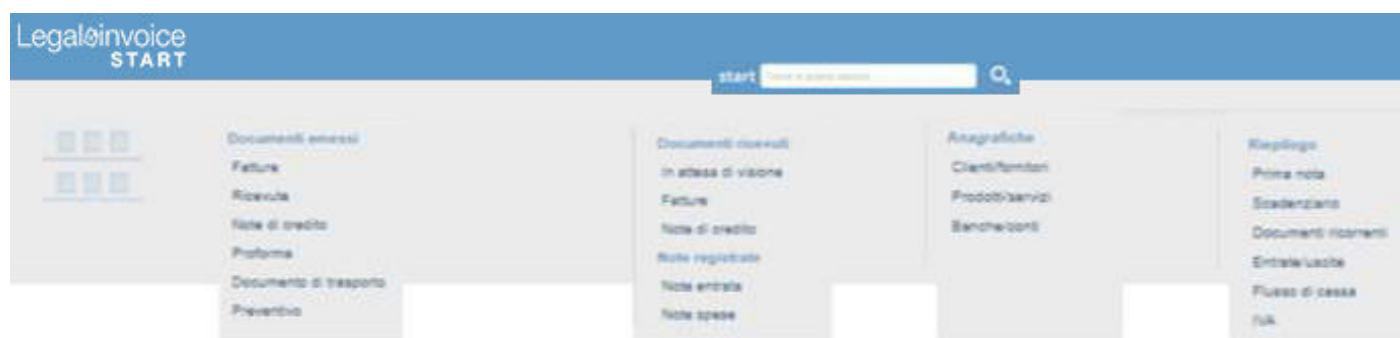 Legalinvoice
START
start
Documenti emessi
Fatture
Ricevute
Note di credito
Proforma
Documento di trasporto
Preventivo
Documenti ricevuti
In attesa di visione
Fatture
Note di credito
Note registrate
Note entrata
Note spese
Anagrafiche
Clienti/fornitori
Prodotti/servizi
Banche/conti
Riepilogo
Prima nota
Scadenziario
Documenti ricorrenti
Entrate/uscite
Flusso di cassa
IVA